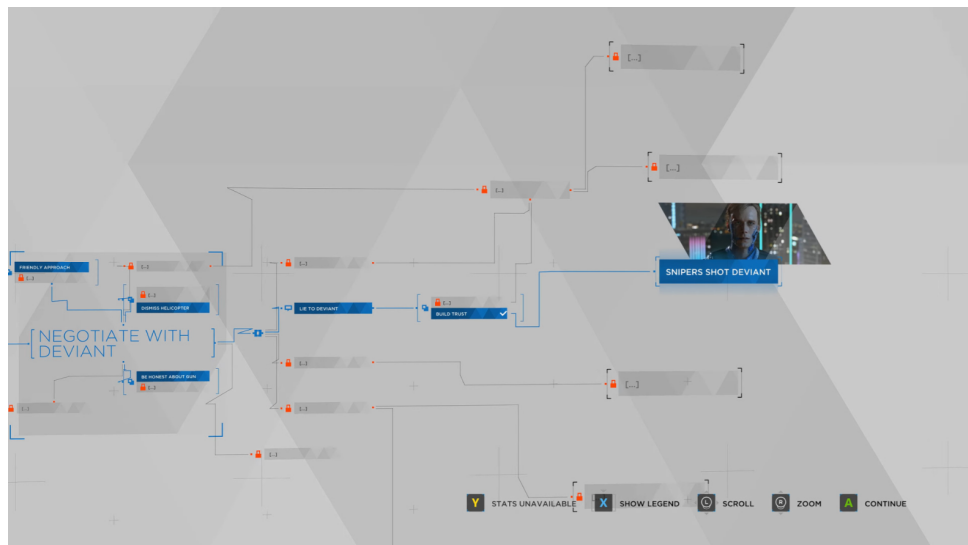 [...]
[...]
[...]
SNIPERS SHOT DEVIANT
FRIENDLY APPROACH
[...]
[...]
[...]
[...]
DISMISS HELICOPTER
LIE TO DEVIANT
[...]
BUILD TRUST
NEGOTIATE WITH
DEVIANT
[...]
BE HONEST ABOUT GUN
[...]
[...]
[...]
[...]
[...]
[...]
Y STATS UNAVAILABLE X SHOW LEGEND L SCROLL R ZOOM A CONTINUE